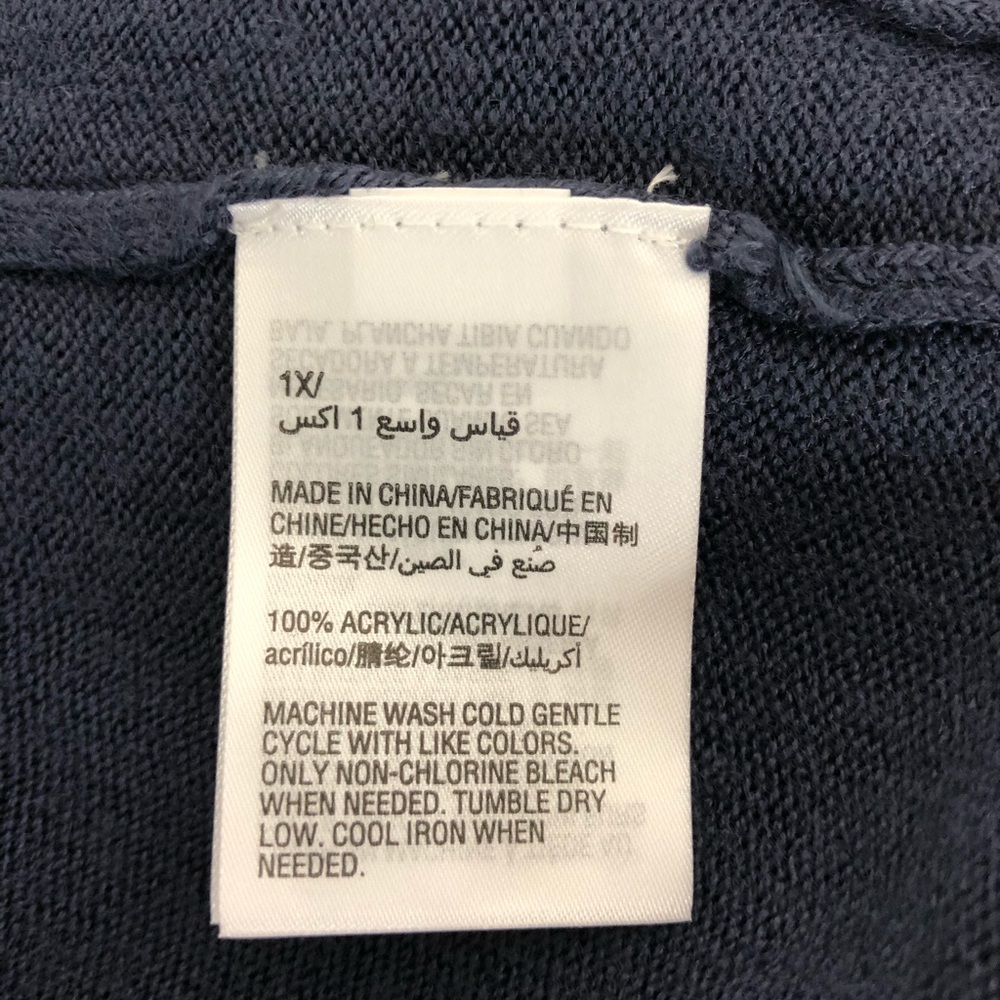 1X/
قياس واسع 1 اكس
MADE IN CHINA/FABRIQUÉ EN
CHINE/HECHO EN CHINA/中国制
造/중국산/صُنع في الصين
100% ACRYLIC/ACRYLIQUE/
acrílico/腈纶/아크릴/أكريليك
MACHINE WASH COLD GENTLE
CYCLE WITH LIKE COLORS.
ONLY NON-CHLORINE BLEACH
WHEN NEEDED. TUMBLE DRY
LOW. COOL IRON WHEN
NEEDED.